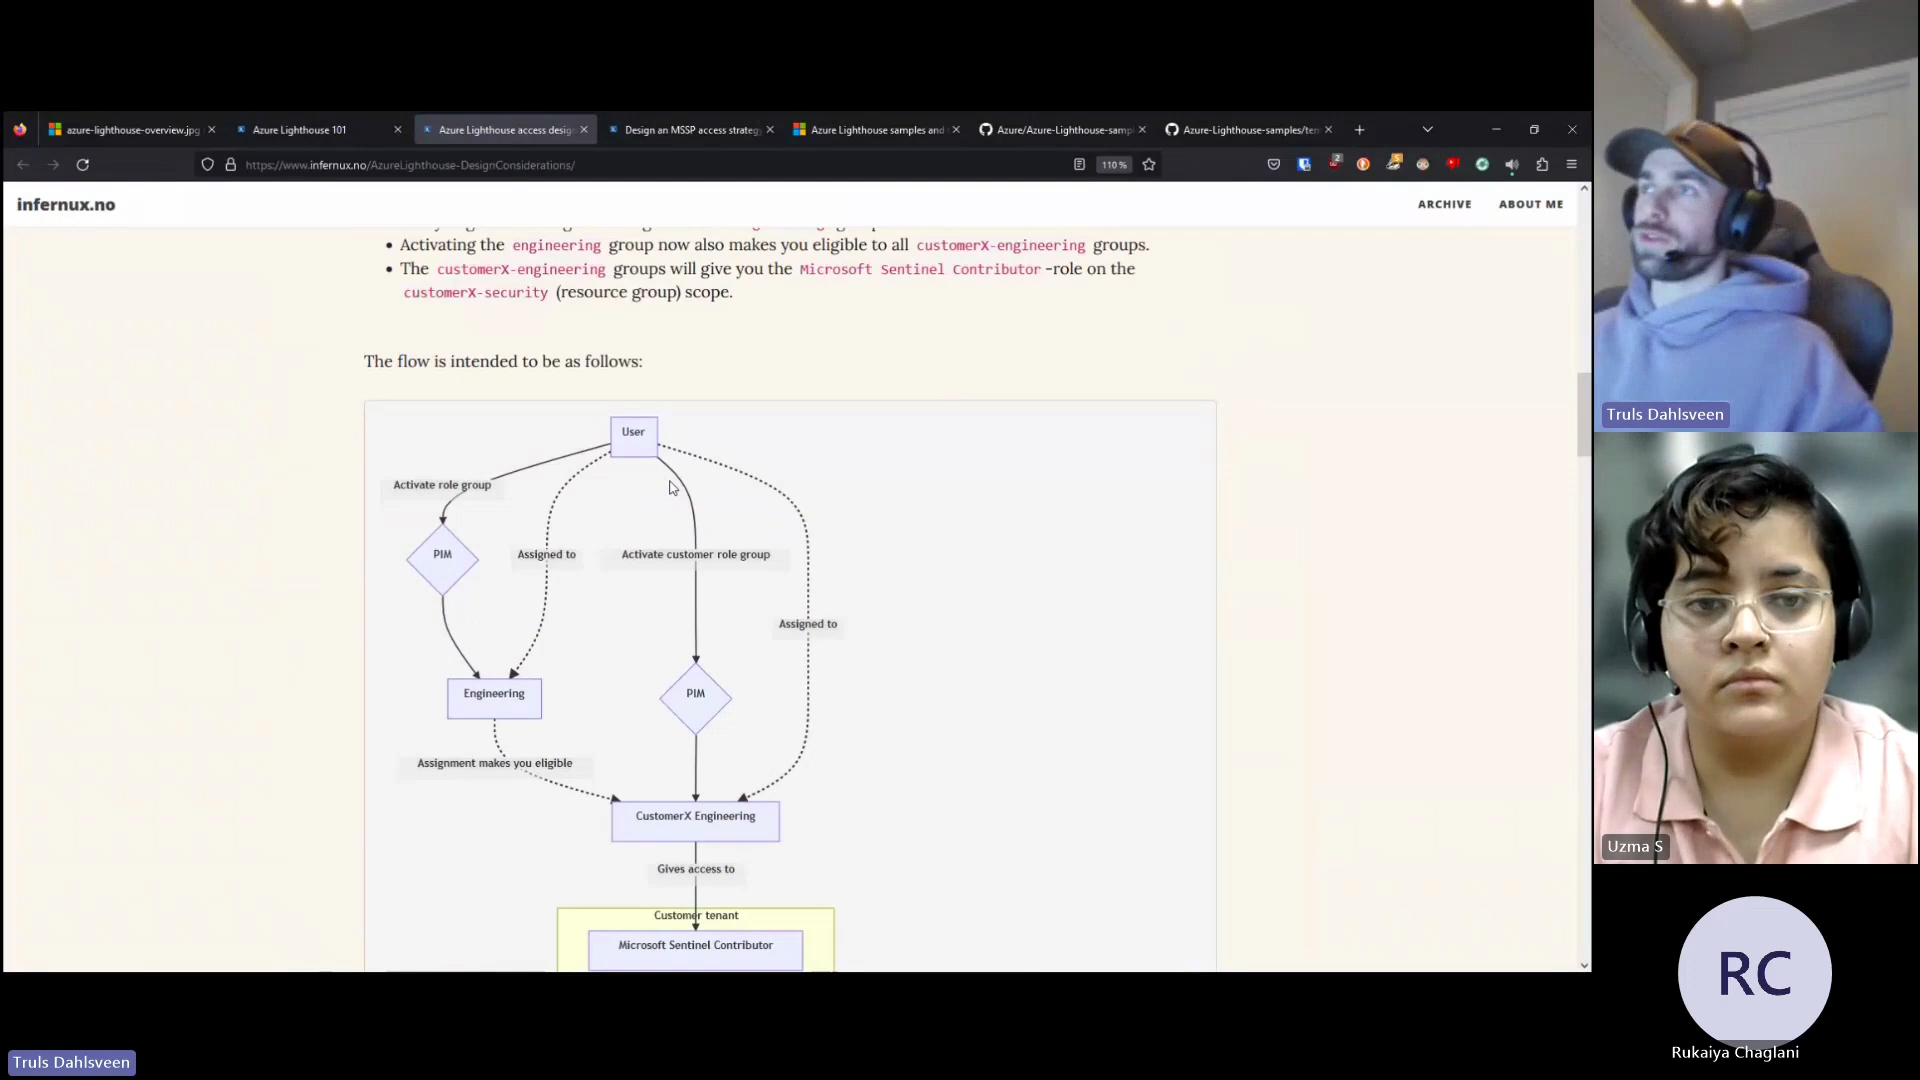 azure-lighthouse-overview.jpg
Azure Lighthouse 101
Azure Lighthouse access desig
Design an MSSP access strateg
Azure Lighthouse samples and
Azure/Azure-Lighthouse-samp
Azure-Lighthouse-samples/ten
https://www.infernux.no/AzureLighthouse-DesignConsiderations/
110%
2
5
infernux.no
ARCHIVE
ABOUT ME
Activating the engineering group now also makes you eligible to all customerX-engineering groups.
The customerX-engineering groups will give you the Microsoft Sentinel Contributor -role on the
customerX-security (resource group) scope.
The flow is intended to be as follows:
User
Activate role group
PIM
Assigned to
Activate customer role group
Assigned to
Engineering
PIM
Assignment makes you eligible
CustomerX Engineering
Gives access to
Customer tenant
Microsoft Sentinel Contributor
Truls Dahlsveen
Uzma S
RC
Rukaiya Chaglani
Truls Dahlsveen